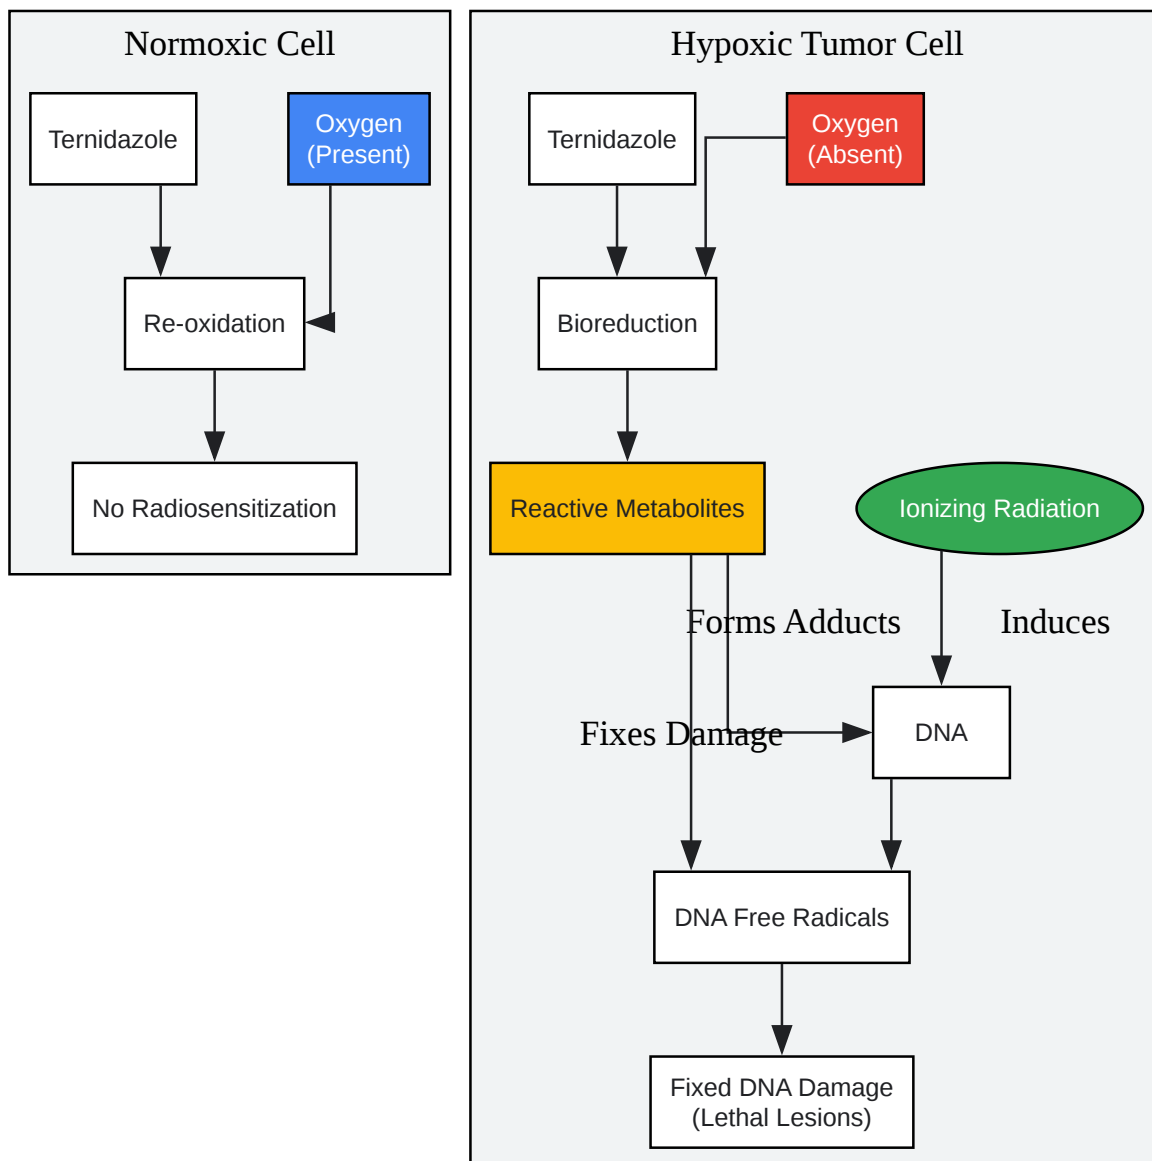 Normoxic Cell
Ternidazole
Oxygen
(Present)
Re-oxidation
No Radiosensitization
Hypoxic Tumor Cell
Ternidazole
Oxygen
(Absent)
Bioreduction
Reactive Metabolites
Ionizing Radiation
Forms Adducts
Induces
Fixes Damage
DNA
DNA Free Radicals
Fixed DNA Damage
(Lethal Lesions)